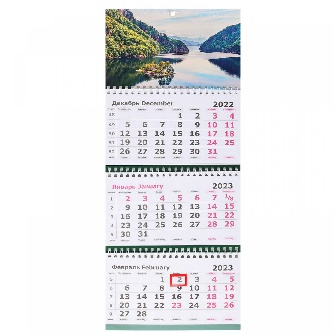 Декабрь December 2022
1 2 3 4
5 6 7 8 9 10 11
12 13 14 15 16 17 18
19 20 21 22 23 24 25
26 27 28 29 30 31
Январь January 2023
2 3 4 5 6 7 1/8
9 10 11 12 13 14 15
16 17 18 19 20 21 22
23 24 25 26 27 28 29
30 31
Февраль February 2023
1 2 3 4 5
6 7 8 9 10 11 12
13 14 15 16 17 18 19
20 21 22 23 24 25 26
27 28